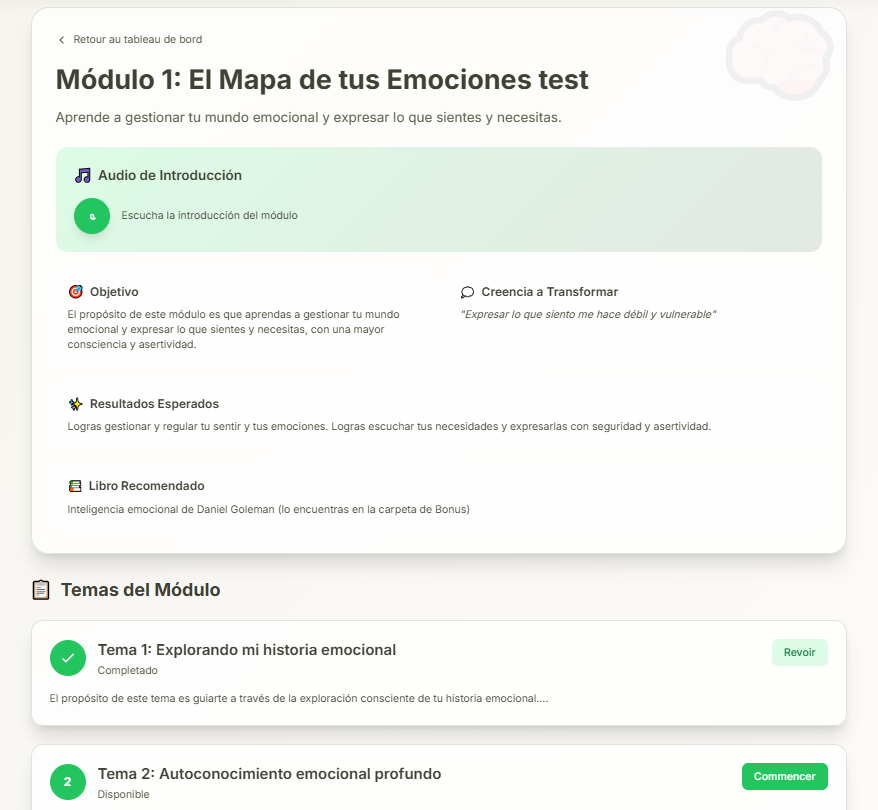 Retour au tableau de bord
Módulo 1: El Mapa de tus Emociones test
Aprende a gestionar tu mundo emocional y expresar lo que sientes y necesitas.
Audio de Introducción
Escucha la introducción del módulo
Objetivo
El propósito de este módulo es que aprendas a gestionar tu mundo
emocional y expresar lo que sientes y necesitas, con una mayor
consciencia y asertividad.
Creencia a Transformar
"Expresar lo que siento me hace débil y vulnerable"
Resultados Esperados
Logras gestionar y regular tu sentir y tus emociones. Logras escuchar tus necesidades y expresarlas con seguridad y asertividad.
Libro Recomendado
Inteligencia emocional de Daniel Goleman (lo encuentras en la carpeta de Bonus)
Temas del Módulo
Tema 1: Explorando mi historia emocional
Completado
Revoir
El propósito de este tema es guiarte a través de la exploración consciente de tu historia emocional....
2
Tema 2: Autoconocimiento emocional profundo
Disponible
Commencer